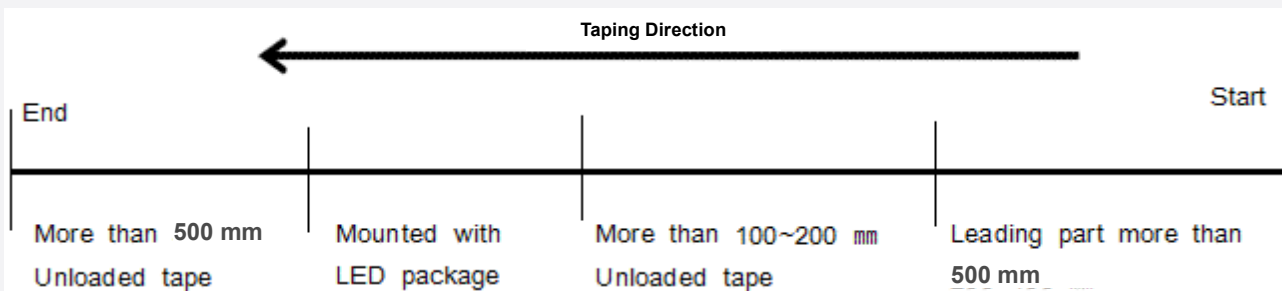 Taping Direction
End
Start
More than 500 mm
Unloaded tape
Mounted with
LED package
More than 100~200 mm
Unloaded tape
Leading part more than
500 mm